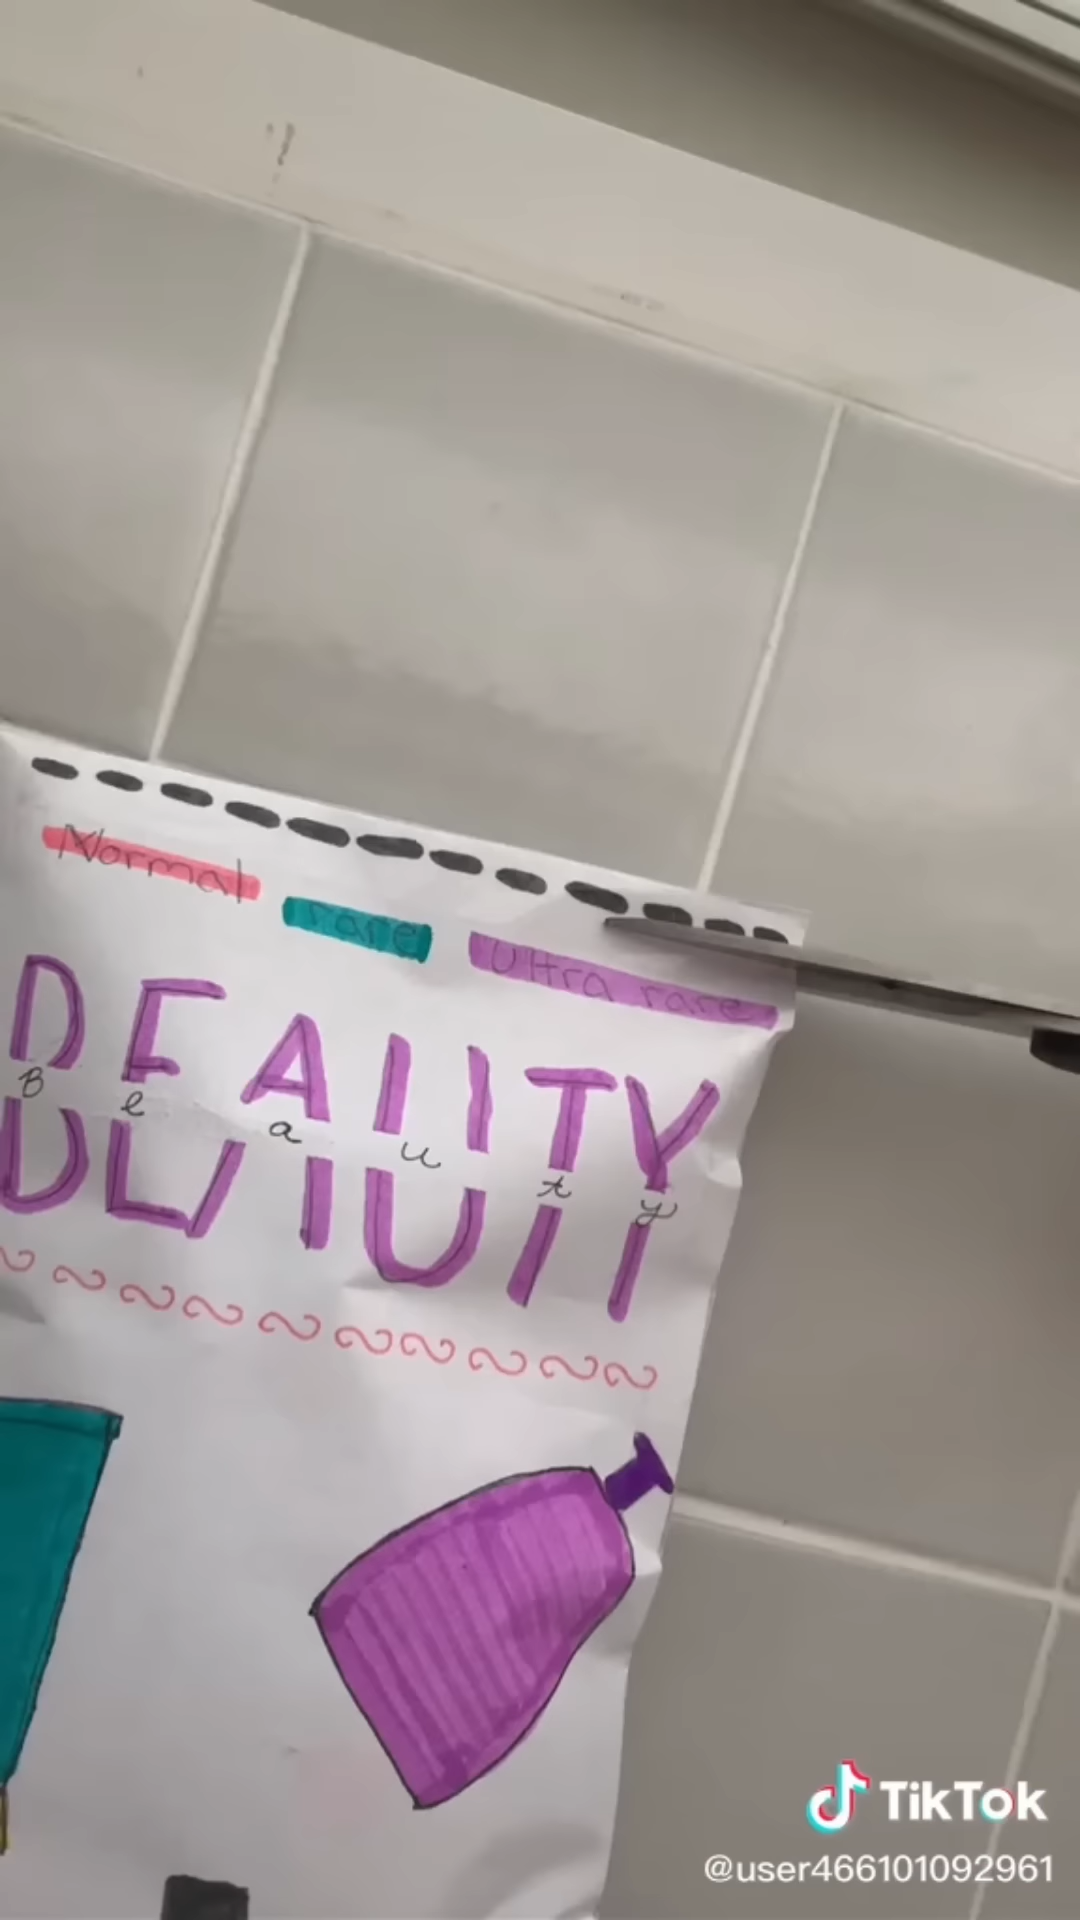 Normal
rare
Ultra rare
BEAUTY
B e a u t y
TikTok
@user466101092961